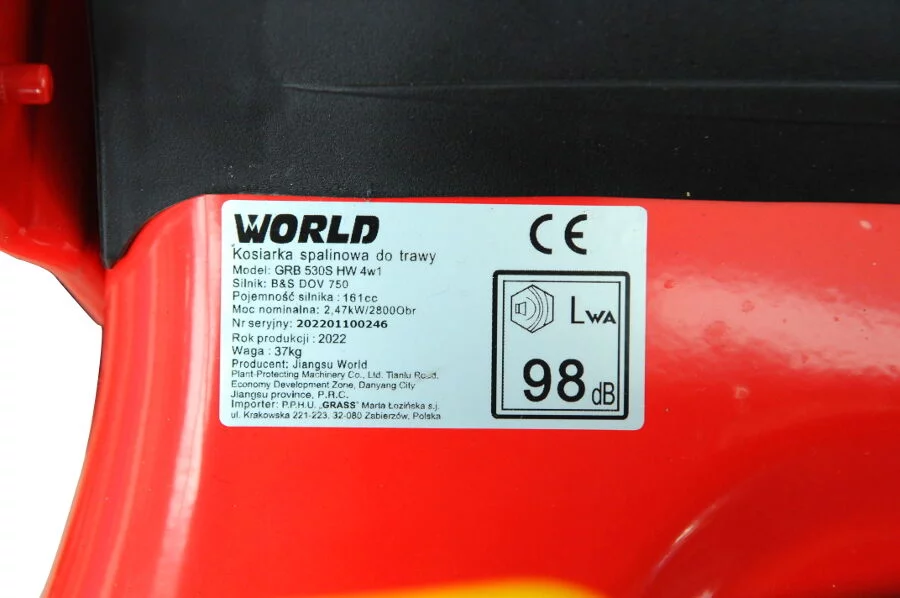 WORLD
Kosiarka spalinowa do trawy
Model: GRB 530S HW 4w1
Silnik: B&S DOV 750
Pojemność silnika : 161cc
Moc nominalna: 2,47kW/2800Obr
Nr seryjny: 202201100246
Rok produkcji : 2022
Waga : 37kg
Producent: Jiangsu World
Plant-Protecting Machinery Co., Ltd. Tianlu Road.
Economy Development Zone, Danyang City
Jiangsu province, P.R.C.
Importer: P.P.H.U. „GRASS" Marta Łozińska s.j.
ul. Krakowska 221-223, 32-080 Zabierzów, Polska
CE
LWA
98 dB